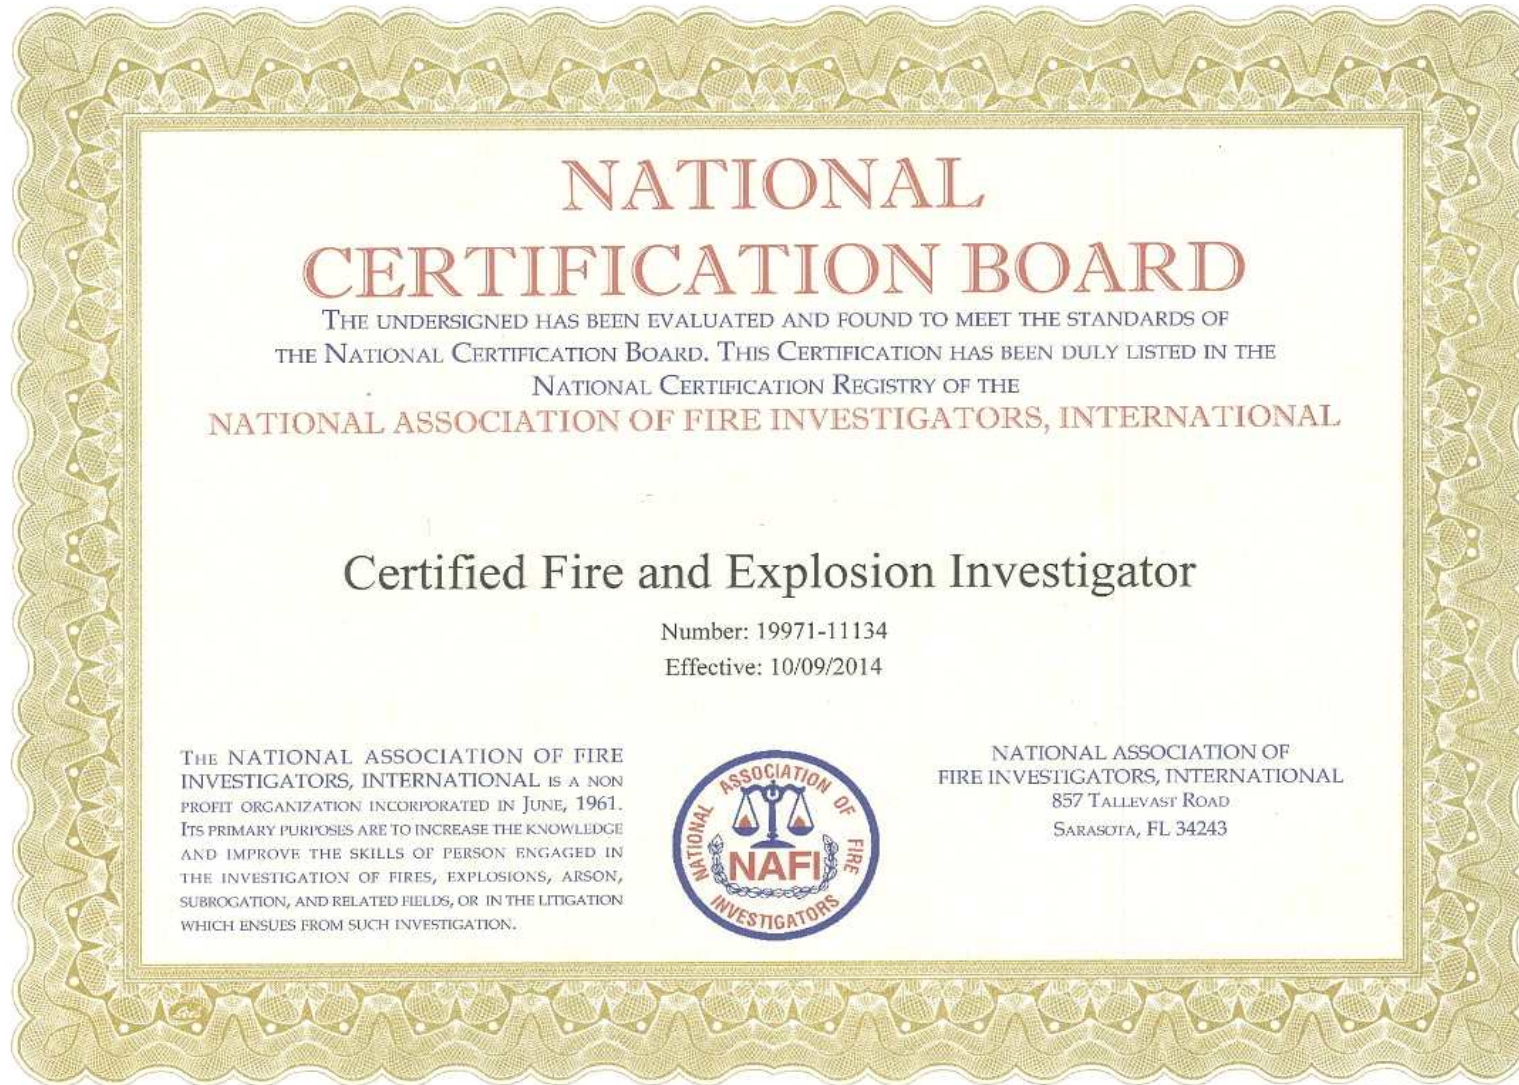 NATIONAL
CERTIFICATION BOARD
THE UNDERSIGNED HAS BEEN EVALUATED AND FOUND TO MEET THE STANDARDS OF
THE NATIONAL CERTIFICATION BOARD. THIS CERTIFICATION HAS BEEN DULY LISTED IN THE
NATIONAL CERTIFICATION REGISTRY OF THE
NATIONAL ASSOCIATION OF FIRE INVESTIGATORS, INTERNATIONAL
Certified Fire and Explosion Investigator
Number: 19971-11134
Effective: 10/09/2014
THE NATIONAL ASSOCIATION OF FIRE
INVESTIGATORS, INTERNATIONAL IS A NON
PROFIT ORGANIZATION INCORPORATED IN JUNE, 1961.
ITS PRIMARY PURPOSES ARE TO INCREASE THE KNOWLEDGE
AND IMPROVE THE SKILLS OF PERSON ENGAGED IN
THE INVESTIGATION OF FIRES, EXPLOSIONS, ARSON,
SUBROGATION, AND RELATED FIELDS, OR IN THE LITIGATION
WHICH ENSUES FROM SUCH INVESTIGATION.
NATIONAL ASSOCIATION OF FIRE
NAFI
INVESTIGATORS
NATIONAL ASSOCIATION OF
FIRE INVESTIGATORS, INTERNATIONAL
857 TALLEVAST ROAD
SARASOTA, FL 34243